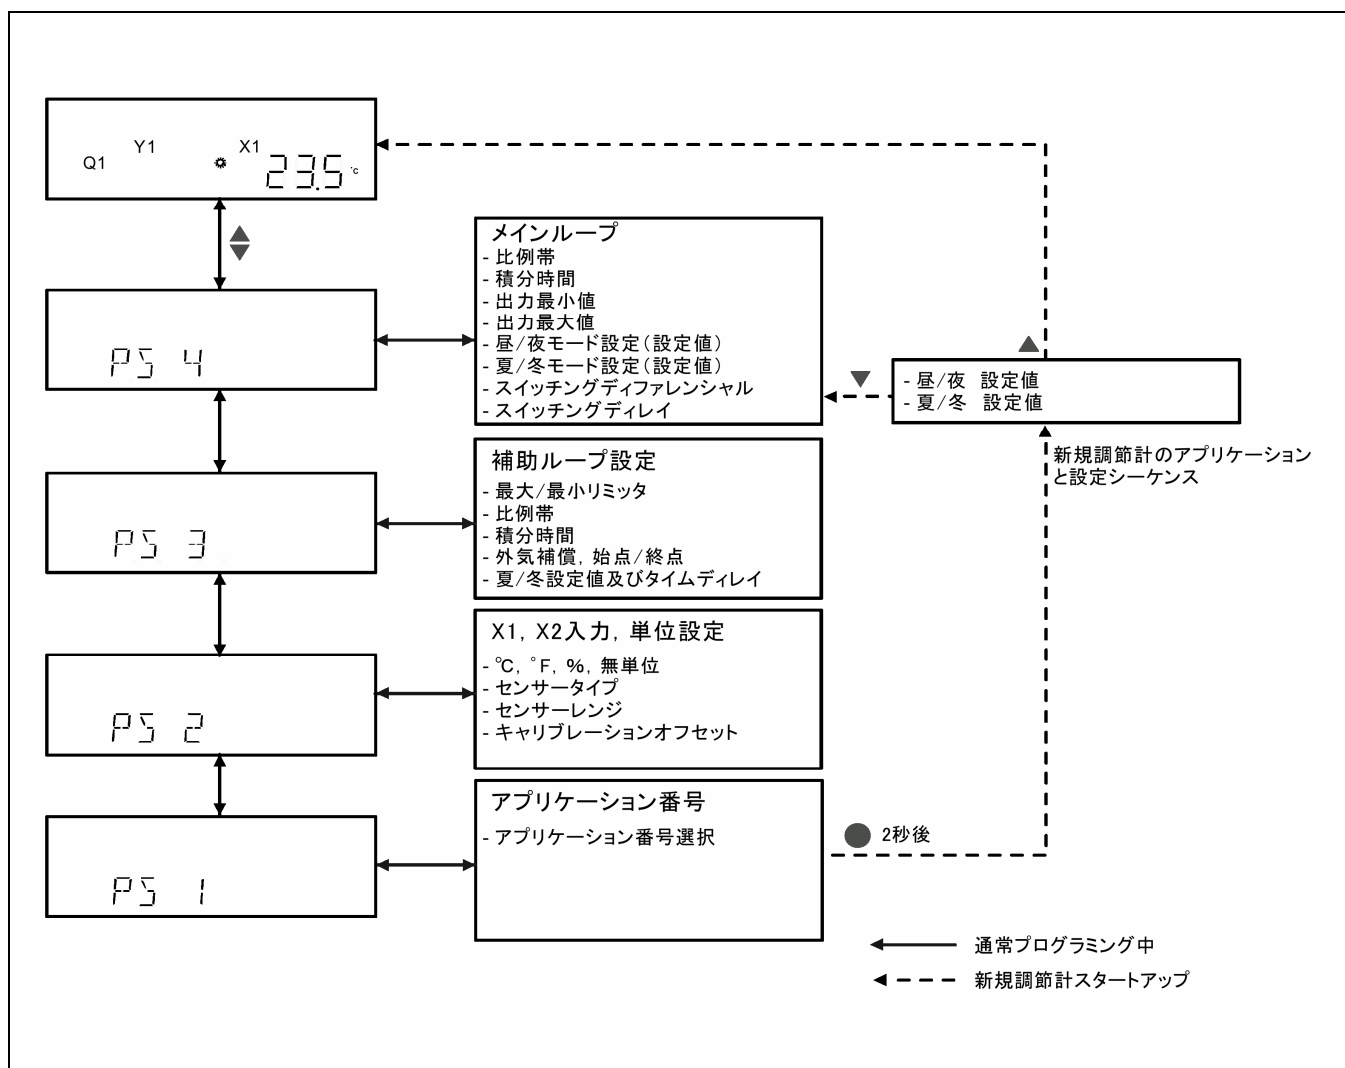 Q1
Y1
X1
23.5 °C
メインループ
- 比例帯
- 積分時間
- 出力最小値
- 出力最大値
- 昼/夜モード設定(設定値)
- 夏/冬モード設定(設定値)
- スイッチングディファレンシャル
- スイッチングディレイ
PS 4
- 昼/夜 設定値
- 夏/冬 設定値
新規調節計のアプリケーション
と設定シーケンス
補助ループ設定
- 最大/最小リミッタ
- 比例帯
- 積分時間
- 外気補償, 始点/終点
- 夏/冬設定値及びタイムディレイ
PS 3
X1, X2入力, 単位設定
- ℃, °F, %, 無単位
- センサータイプ
- センサーレンジ
- キャリブレーションオフセット
PS 2
アプリケーション番号
- アプリケーション番号選択
2秒後
PS 1
通常プログラミング中
新規調節計スタートアップ